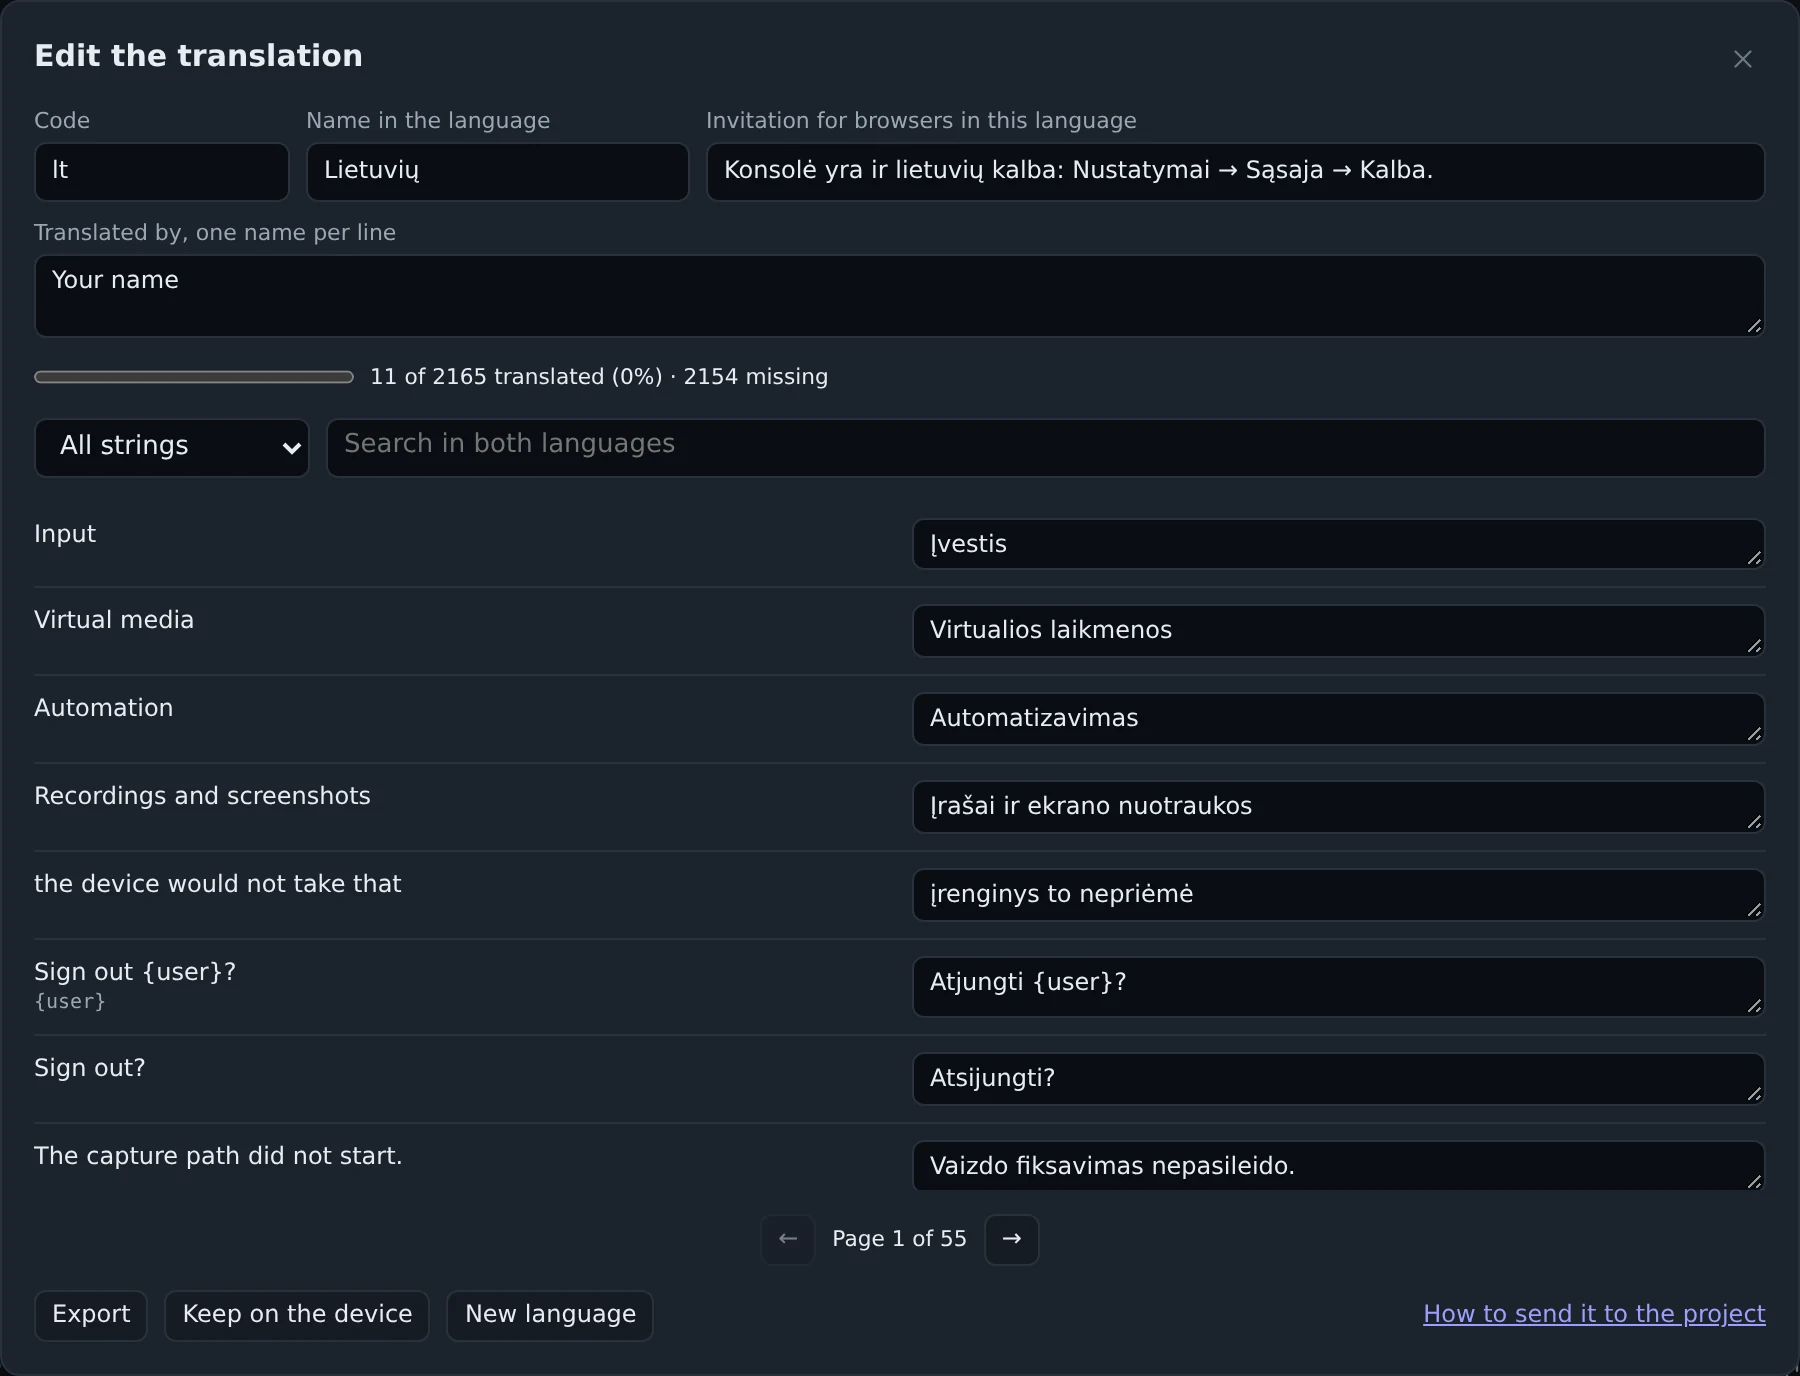 Edit the translation
Code
Name in the language
Invitation for browsers in this language
lt
Lietuvių
Konsolė yra ir lietuvių kalba: Nustatymai → Sąsaja → Kalba.
Translated by, one name per line
Your name
11 of 2165 translated (0%) · 2154 missing
All strings
Search in both languages
Input
Įvestis
Virtual media
Virtualios laikmenos
Automation
Automatizavimas
Recordings and screenshots
Įrašai ir ekrano nuotraukos
the device would not take that
įrenginys to nepriėmė
Sign out {user}?
{user}
Atjungti {user}?
Sign out?
Atsijungti?
The capture path did not start.
Vaizdo fiksavimas nepasileido.
← Page 1 of 55 →
Export
Keep on the device
New language
How to send it to the project